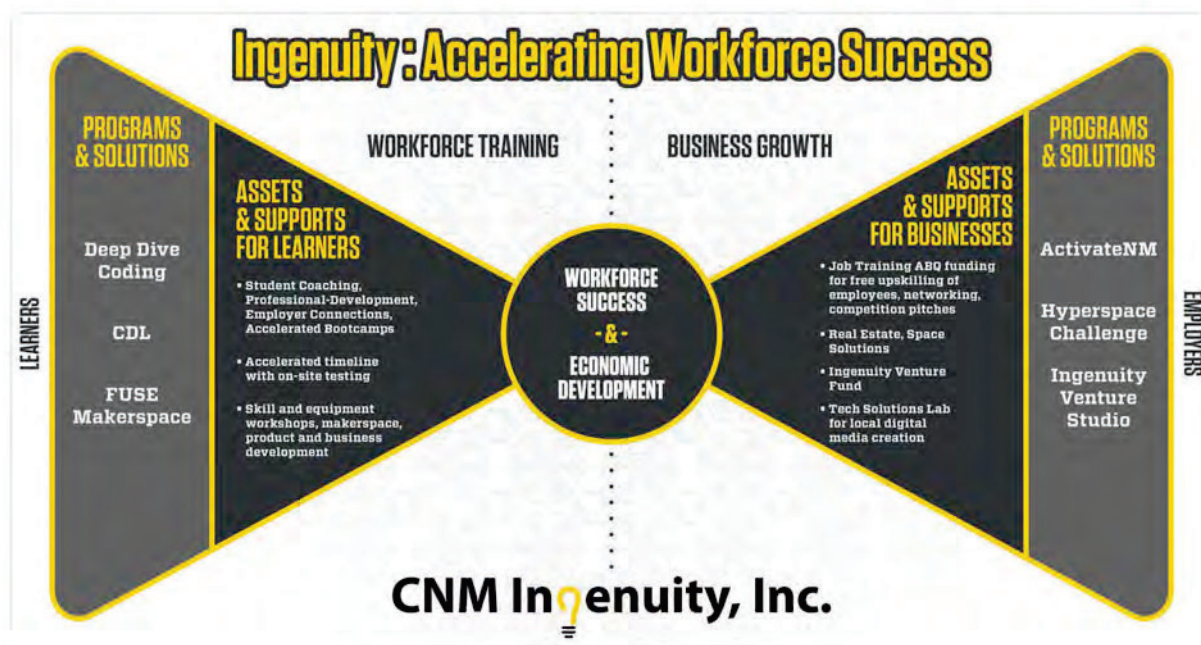 Ingenuity : Accelerating Workforce Success
WORKFORCE TRAINING
BUSINESS GROWTH
LEARNERS
PROGRAMS
& SOLUTIONS
Deep Dive
Coding
CDL
FUSE
Makerspace
ASSETS
& SUPPORTS
FOR LEARNERS
• Student Coaching,
Professional-Development,
Employer Connections,
Accelerated Bootcamps
• Accelerated timeline
with on-site testing
• Skill and equipment
workshops, makerspace,
product and business
development
WORKFORCE
SUCCESS
- & -
ECONOMIC
DEVELOPMENT
ASSETS
& SUPPORTS
FOR BUSINESSES
• Job Training ABQ funding
for free upskilling of
employees, networking,
competition pitches
• Real Estate, Space
Solutions
• Ingenuity Venture
Fund
• Tech Solutions Lab
for local digital
media creation
PROGRAMS
& SOLUTIONS
ActivateNM
Hyperspace
Challenge
Ingenuity
Venture
Studio
EMPLOYERS
CNM Ingenuity, Inc.